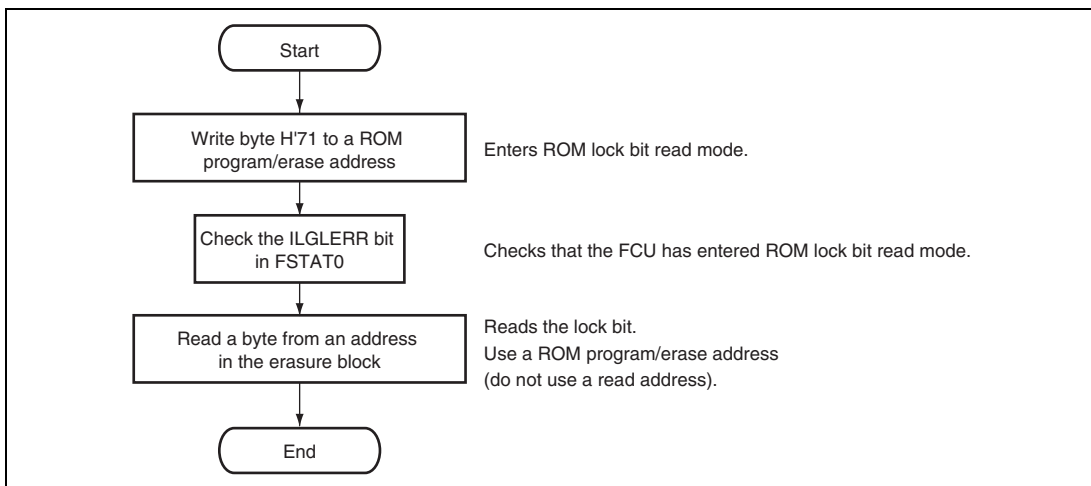 Start
Write byte H'71 to a ROM
program/erase address
Enters ROM lock bit read mode.
Check the ILGLERR bit
in FSTAT0
Checks that the FCU has entered ROM lock bit read mode.
Read a byte from an address
in the erasure block
Reads the lock bit.
Use a ROM program/erase address
(do not use a read address).
End